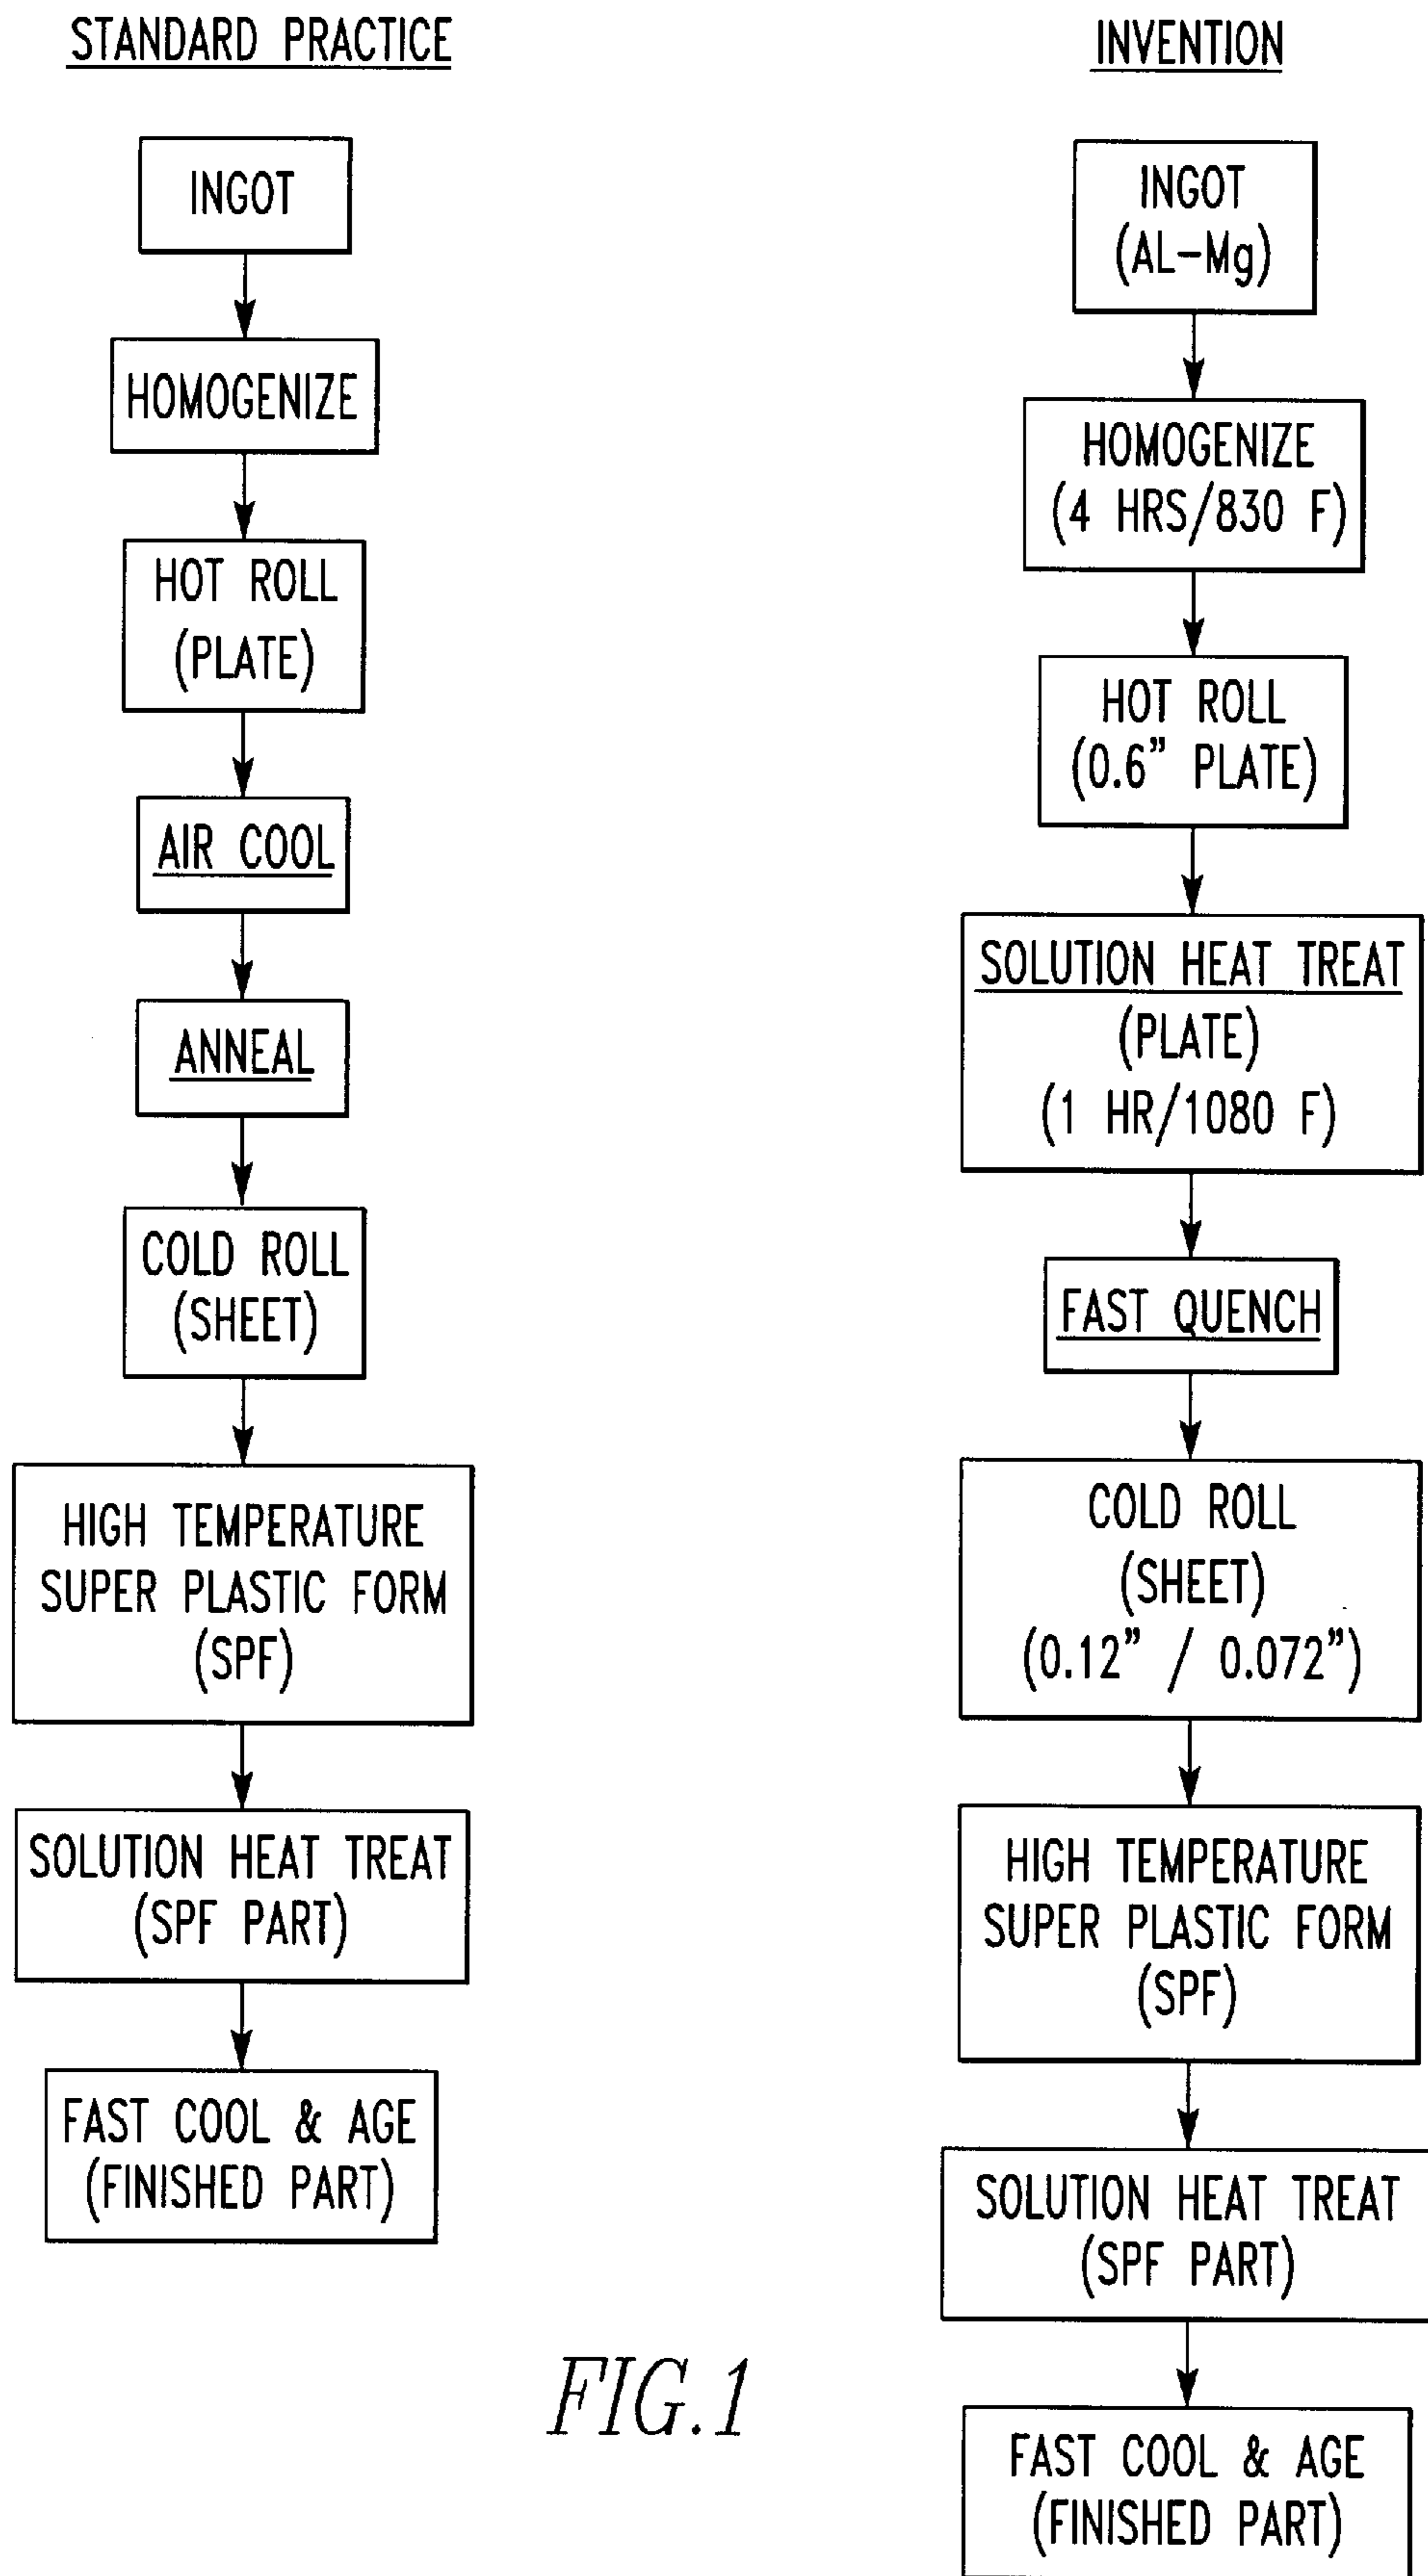 STANDARD PRACTICE
INGOT
HOMOGENIZE
HOT ROLL
(PLATE)
AIR COOL
ANNEAL
COLD ROLL
(SHEET)
HIGH TEMPERATURE
SUPER PLASTIC FORM
(SPF)
SOLUTION HEAT TREAT
(SPF PART)
FAST COOL & AGE
(FINISHED PART)
INVENTION
INGOT
(AL-Mg)
HOMOGENIZE
(4 HRS/830 F)
HOT ROLL
(0.6" PLATE)
SOLUTION HEAT TREAT
(PLATE)
(1 HR/1080 F)
FAST QUENCH
COLD ROLL
(SHEET)
(0.12" / 0.072")
HIGH TEMPERATURE
SUPER PLASTIC FORM
(SPF)
SOLUTION HEAT TREAT
(SPF PART)
FAST COOL & AGE
(FINISHED PART)
FIG.1